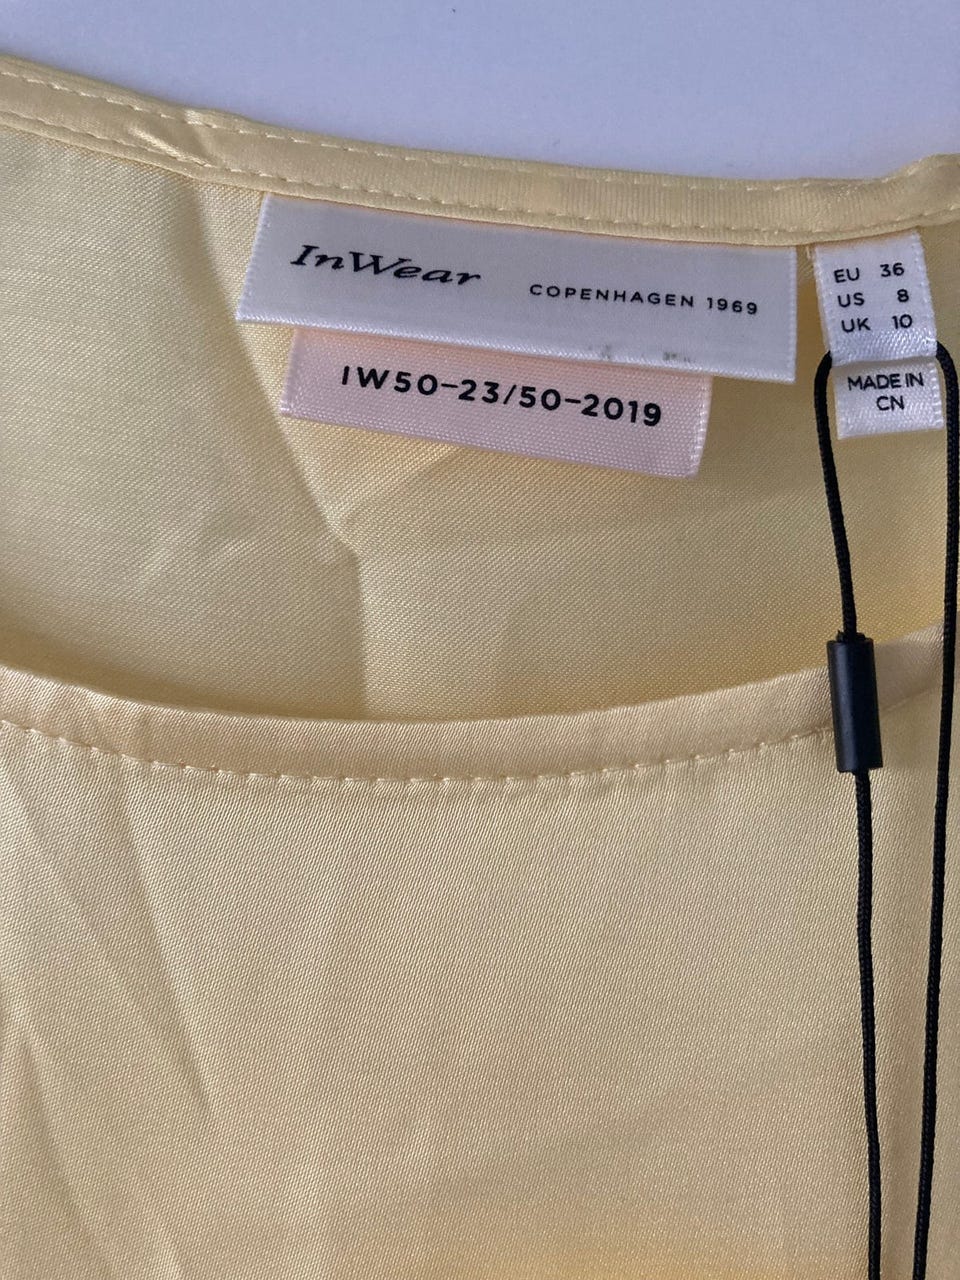 InWear COPENHAGEN 1969
IW50-23/50-2019
EU 36
US 8
UK 10
MADE IN
CN